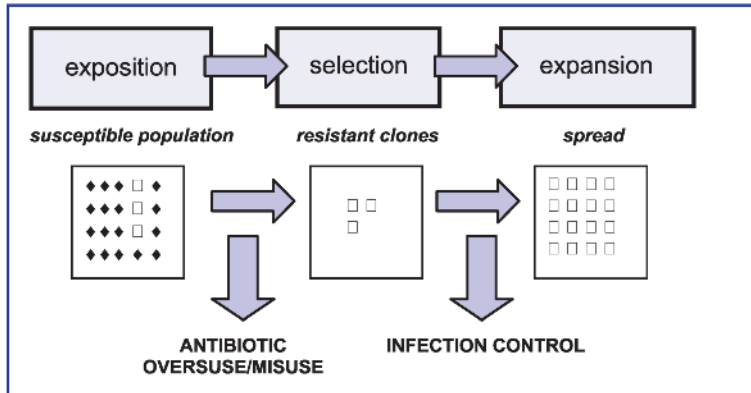 exposition
selection
expansion
susceptible population
resistant clones
spread
ANTIBIOTIC
OVERSUSE/MISUSE
INFECTION CONTROL